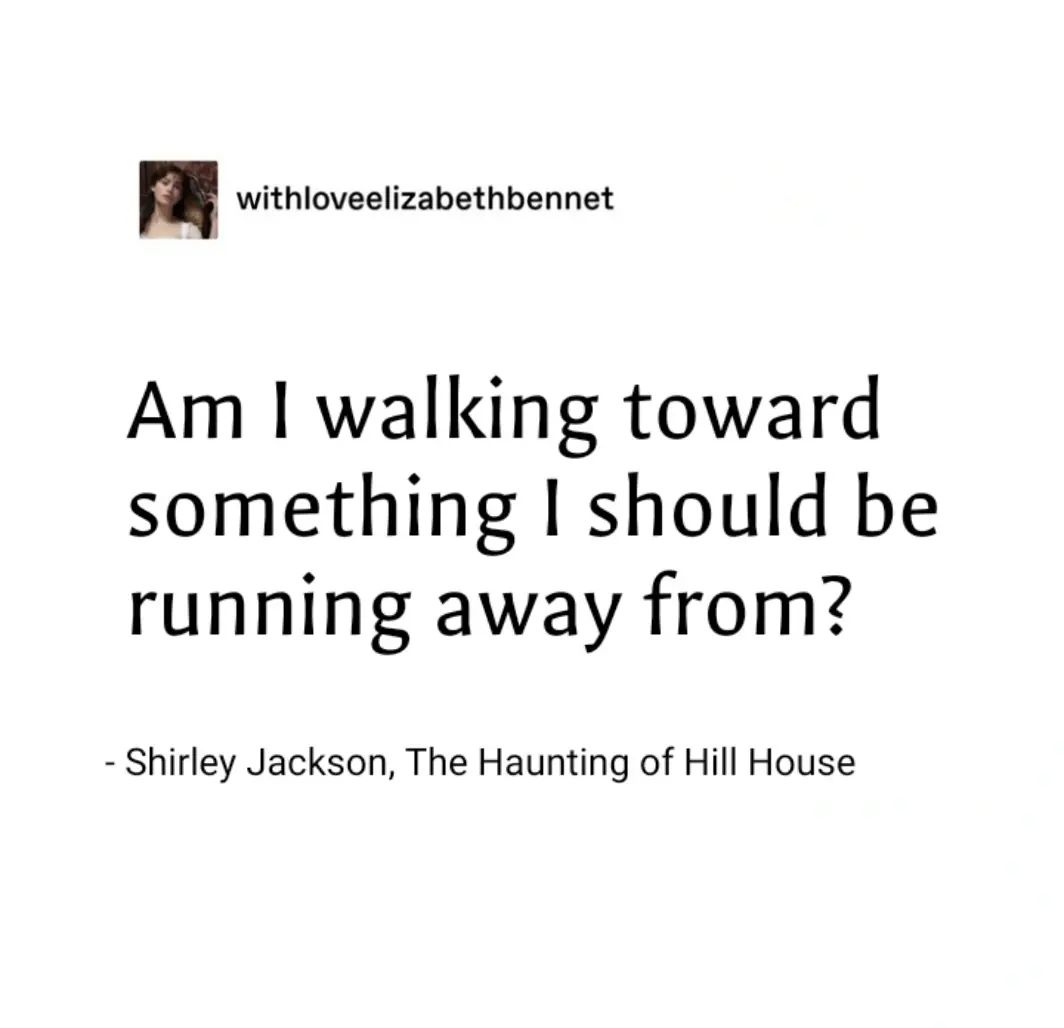 withloveelizabethbennet
Am I walking toward
something I should be
running away from?
- Shirley Jackson, The Haunting of Hill House